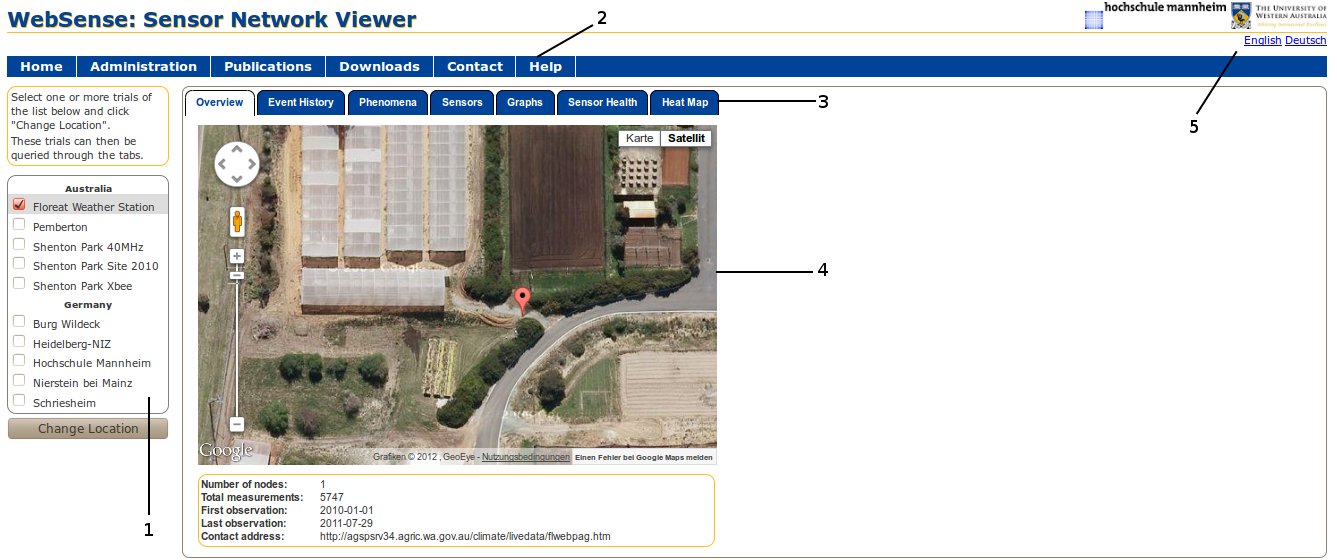 WebSense: Sensor Network Viewer
hochschule mannheim
THE UNIVERSITY OF
WESTERN AUSTRALIA
Achieving International Excellence
English Deutsch
2
Home Administration Publications Downloads Contact Help
5
Select one or more trials of
the list below and click
"Change Location".
These trials can then be
queried through the tabs.
Overview Event History Phenomena Sensors Graphs Sensor Health Heat Map
3
Karte Satellit
Australia
Floreat Weather Station
Pemberton
Shenton Park 40MHz
Shenton Park Site 2010
Shenton Park Xbee
Germany
Burg Wildeck
Heidelberg-NIZ
Hochschule Mannheim
Nierstein bei Mainz
Schriesheim
Change Location
1
4
Google
Grafiken © 2012 , GeoEye - Nutzungsbedingungen
Einen Fehler bei Google Maps melden
Number of nodes: 1
Total measurements: 5747
First observation: 2010-01-01
Last observation: 2011-07-29
Contact address: http://agspsrv34.agric.wa.gov.au/climate/livedata/flwebpag.htm